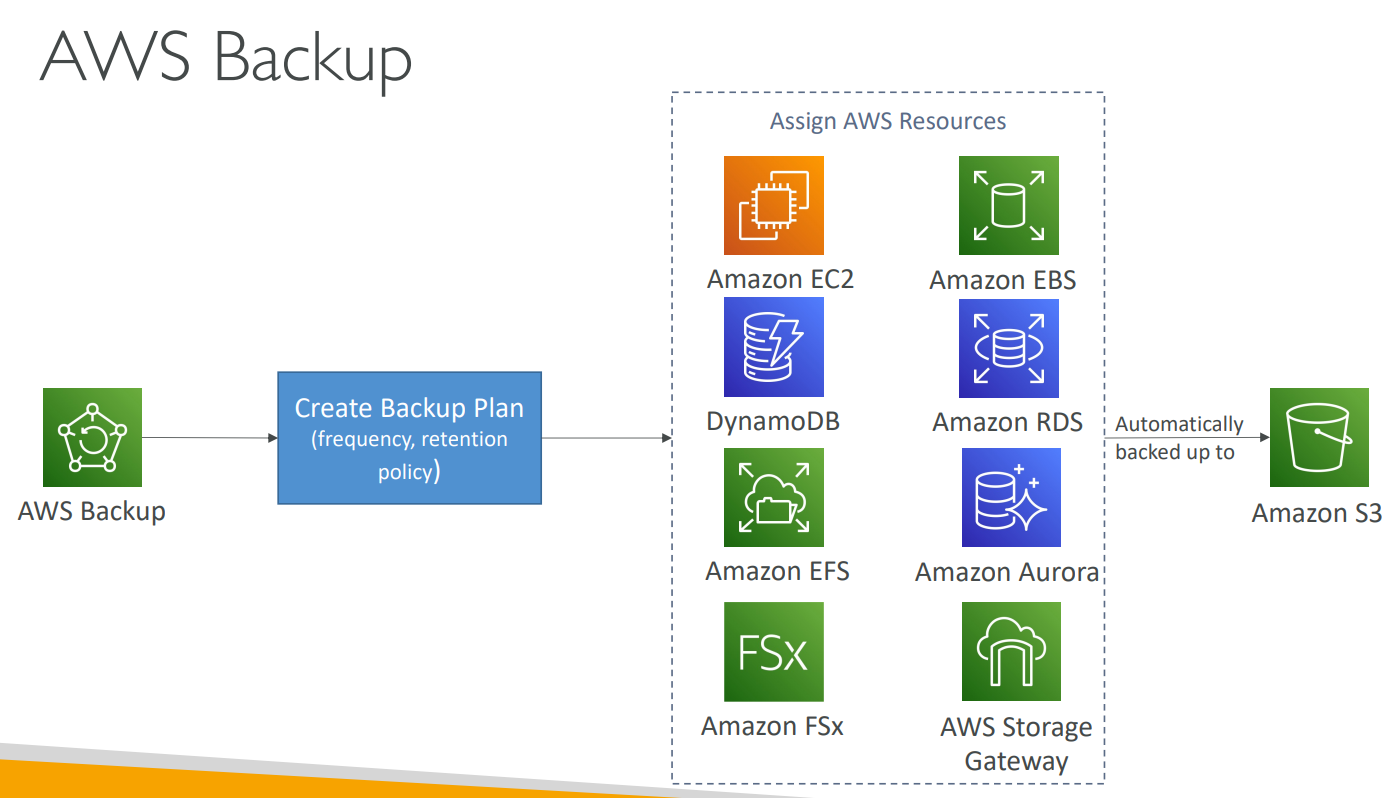 AWS Backup
Assign AWS Resources
Amazon EC2
Amazon EBS
DynamoDB
Amazon RDS
Amazon EFS
Amazon Aurora
FSx
Amazon FSx
AWS Storage
Gateway
AWS Backup
Create Backup Plan
(frequency, retention
policy)
Automatically
backed up to
Amazon S3